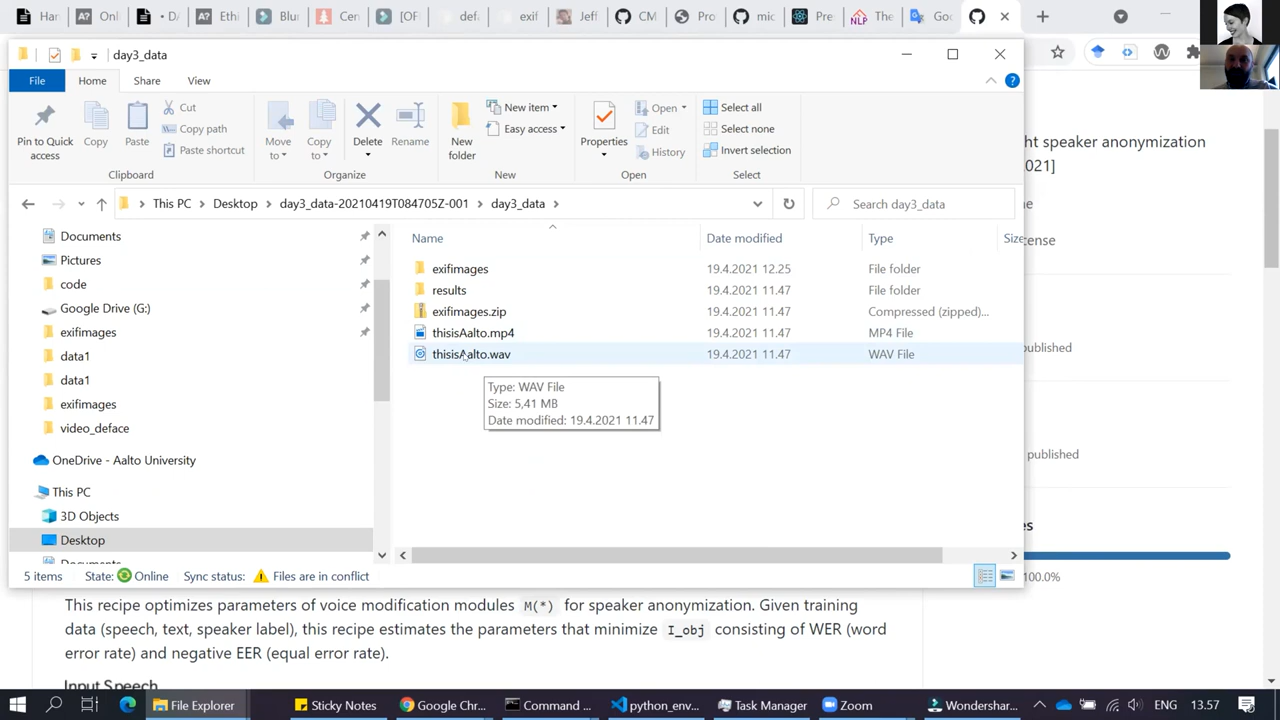 Har
Onl
• D
Eth
Blu
Cen
[OF
defa
exif
Jeff
CM
Pro
mic
Pre
The
Goo
day3_data
File
Home
Share
View
Pin to Quick access
Copy
Paste
Cut
Copy path
Paste shortcut
Move to
Copy to
Delete
Rename
New folder
New item
Easy access
Properties
Open
Edit
History
Select all
Select none
Invert selection
Clipboard
Organize
New
Open
Select
This PC
Desktop
day3_data-20210419T084705Z-001
day3_data
Search day3_data
Documents
Pictures
code
Google Drive (G:)
exifimages
data1
data1
exifimages
video_deface
OneDrive - Aalto University
This PC
3D Objects
Desktop
Name Date modified Type Size
exifimages 19.4.2021 12.25 File folder
results 19.4.2021 11.47 File folder
exifimages.zip 19.4.2021 11.47 Compressed (zipped)...
thisisAalto.mp4 19.4.2021 11.47 MP4 File
thisisAalto.wav 19.4.2021 11.47 WAV File
Type: WAV File
Size: 5,41 MB
Date modified: 19.4.2021 11.47
5 items State: Online Sync status: Files are in conflict
ht speaker anonymization
021]
me
cense
published
published
es
100.0%
This recipe optimizes parameters of voice modification modules M(*) for speaker anonymization. Given training
data (speech, text, speaker label), this recipe estimates the parameters that minimize I_obj consisting of WER (word
error rate) and negative EER (equal error rate).
Input Speech
File Explorer
Sticky Notes
Google Chr...
Command ...
python_env...
Task Manager
Zoom
Wondershar...
ENG
13.57